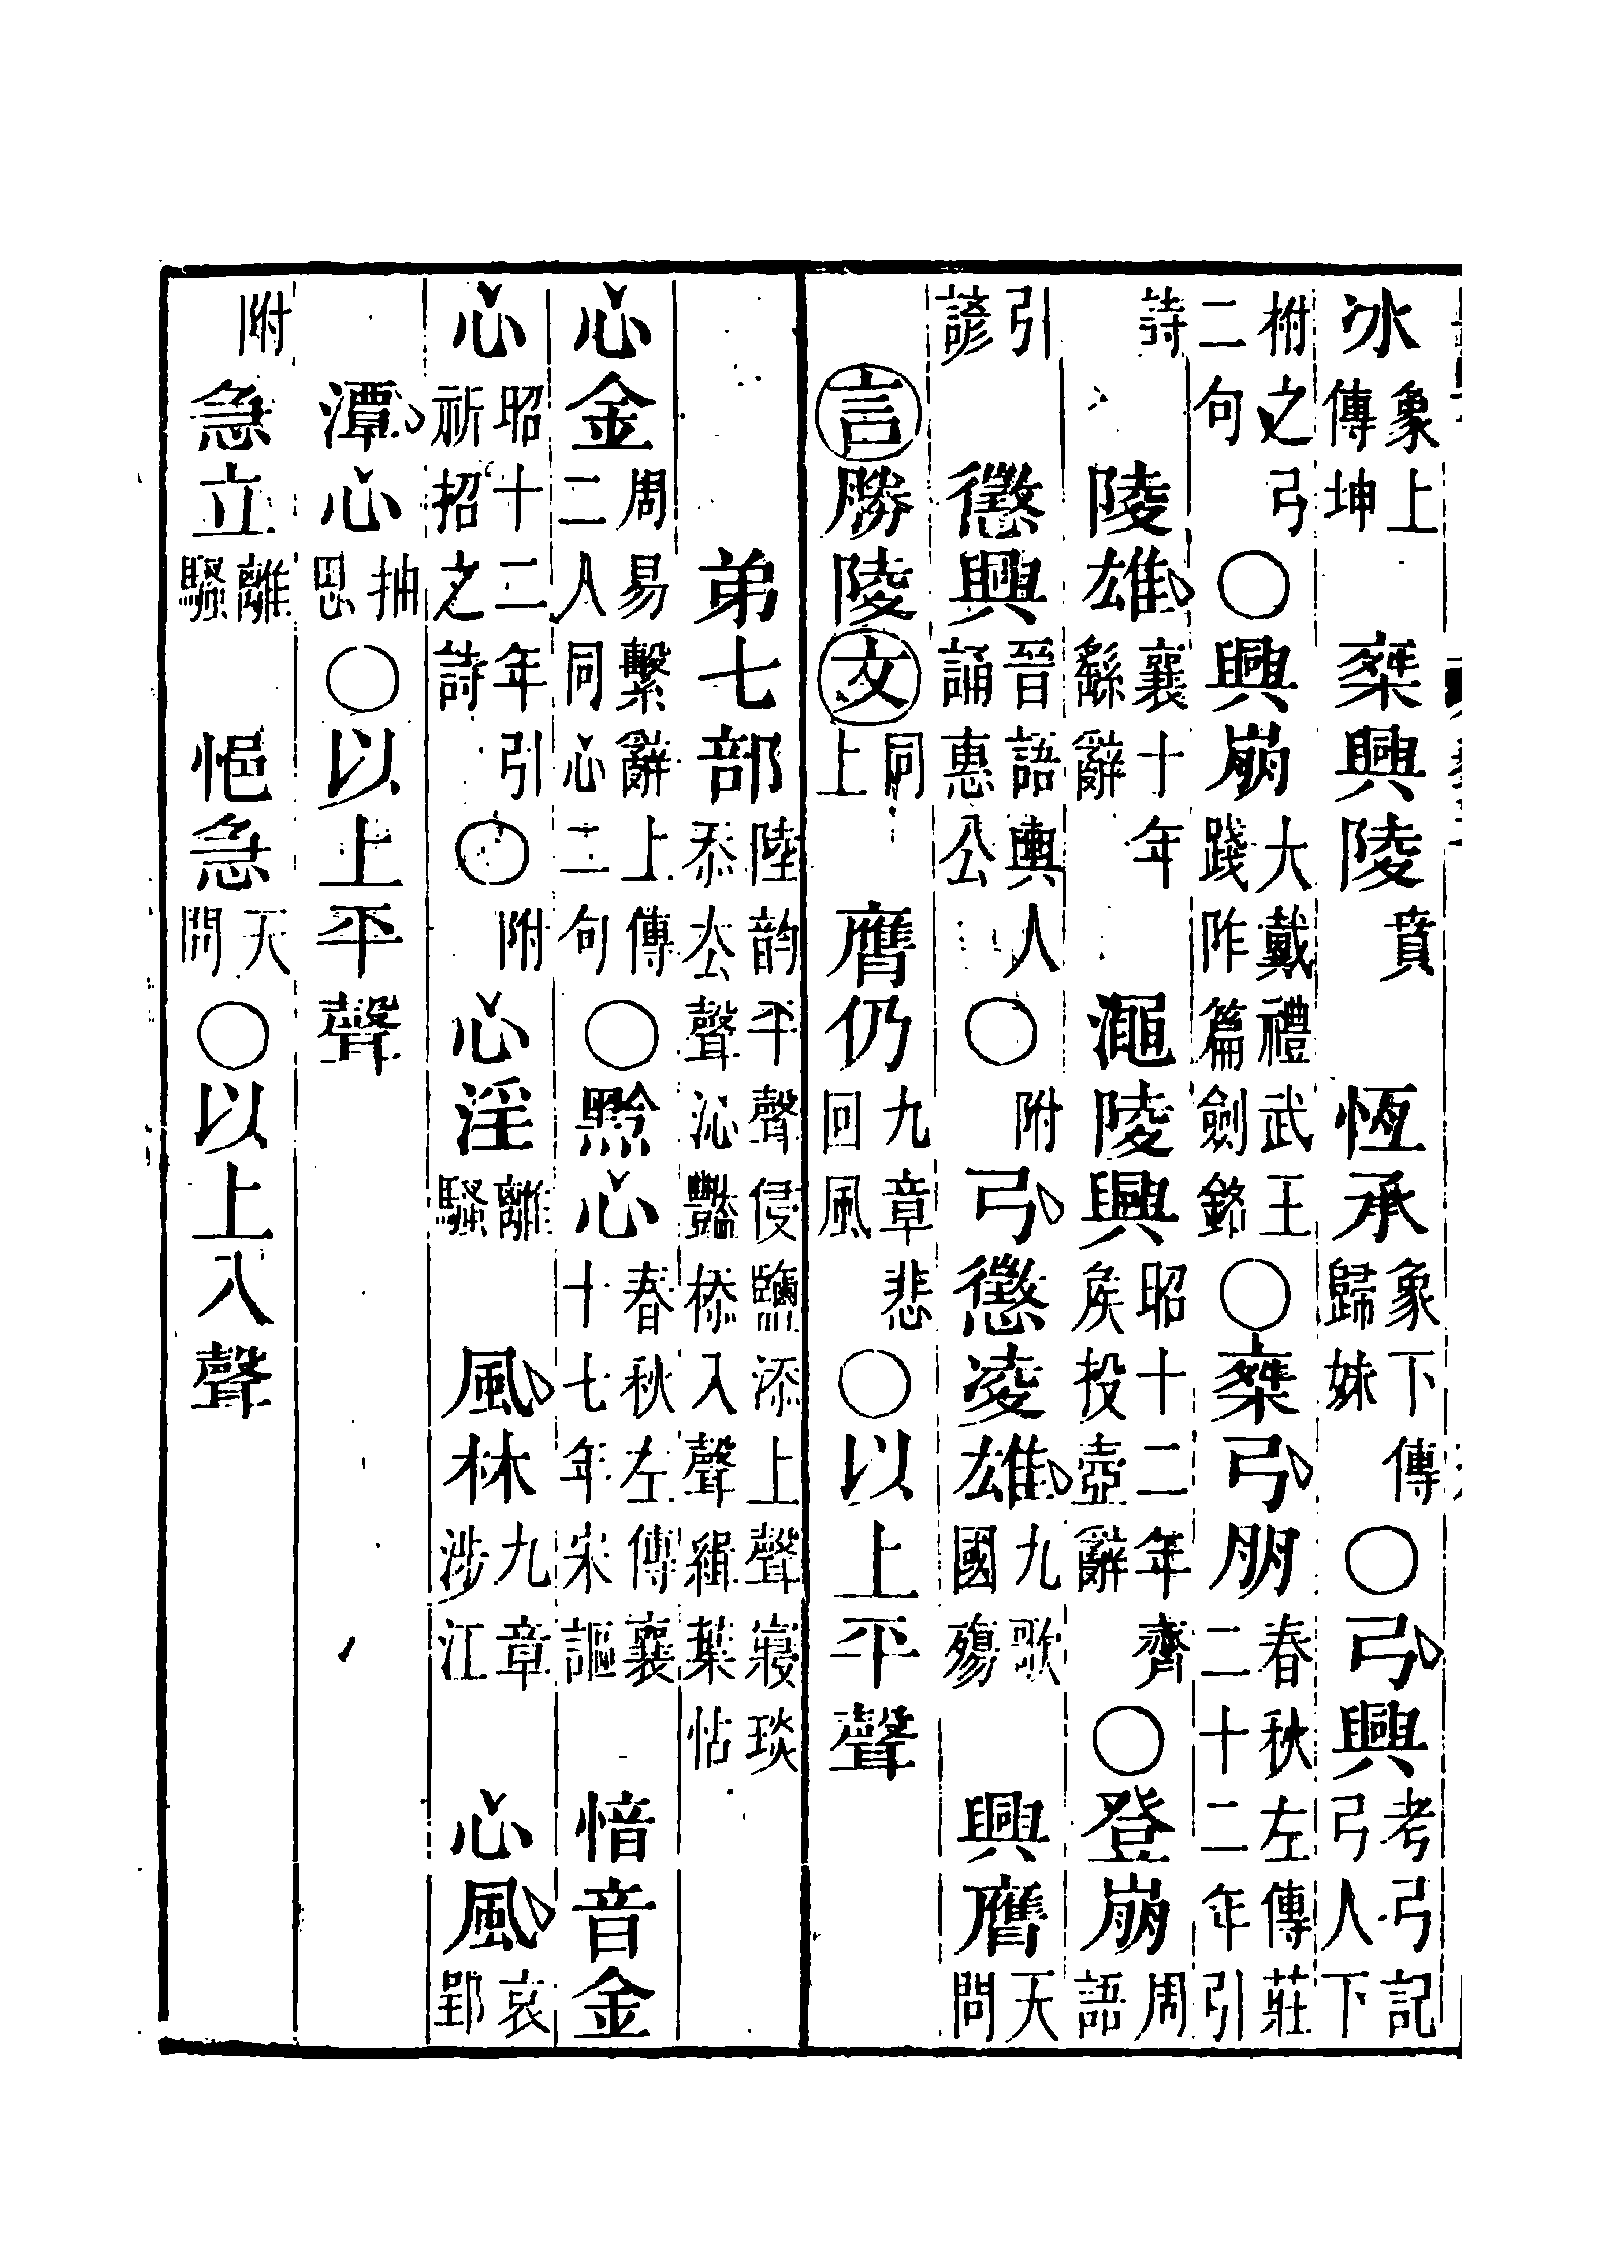 冰象上傳坤 椉興陵賁 恆承象下傳歸妹○弓興考弓記弓人下
柎之弓二句○興崩大戴禮武王踐阼篇劍銘○椉弓朋春秋左傳莊二十二年引
詩 陵雄襄十年繇辭 澠陵興昭十二年齊侯投壺辭○登崩周語
引諺 懲興晉語輿人誦惠公○附弓懲凌雄九歌國殤 興膺天問
言勝陵文同上 膺仍九章悲回風○以上平聲
弟七部陸韵平聲侵鹽添上聲寑琰忝去聲沁豔㮇入聲緝葉怗
心金周易繫辭上傳二人同心二句○黔心春秋左傳襄十七年宋謳 愔音金
心昭十二年引祈招之詩○附心淫離騷 風林九章涉江 心風哀郢
潭心抽思○以上平聲
附急立離騷 悒急天問○以上入聲